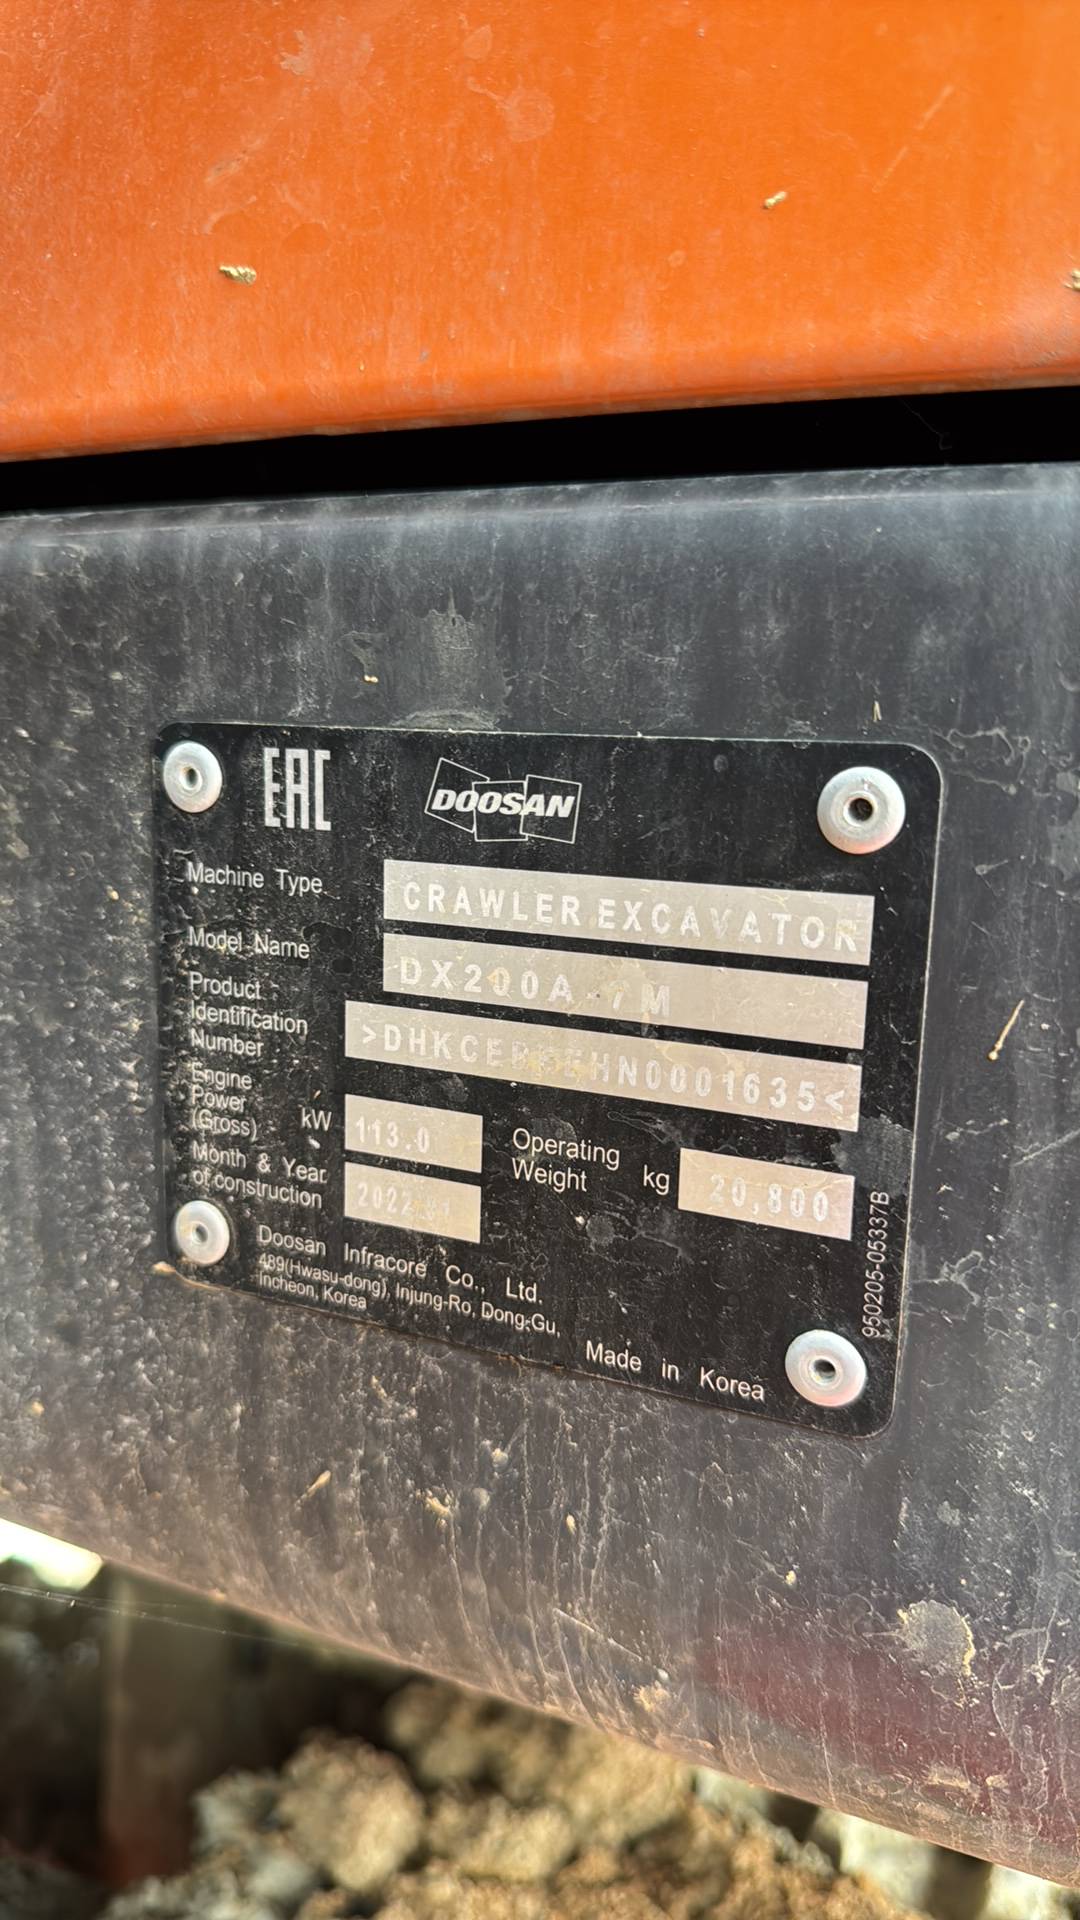 EAC
DOOSAN
Machine Type
CRAWLER EXCAVATOR
Model Name
DX200A-7M
Product
Identification
Number
Engine
Power
(Gross)
kW
113.0
Operating
Weight
kg
20,800
Month & Year
of construction
Doosan Infracore Co., Ltd.
489(Hwasu-dong), Injung-Ro, Dong-Gu,
Incheon, Korea
Made in Korea
950205-05337B